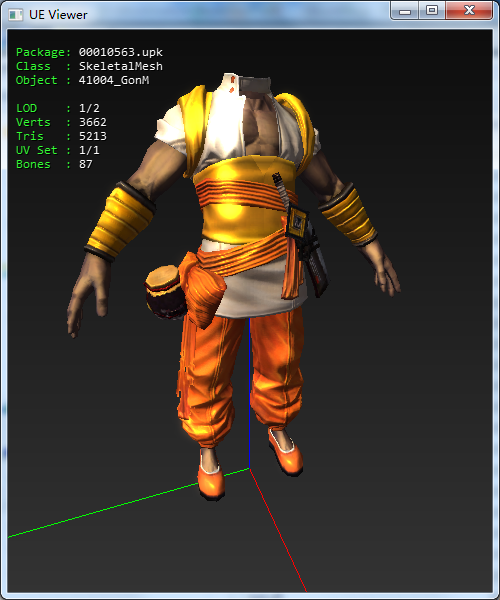 UE Viewer
Package: 00010563.upk
Class : SkeletalMesh
Object : 41004_GonM
LOD : 1/2
Verts : 3662
Tris : 5213
UV Set : 1/1
Bones : 87